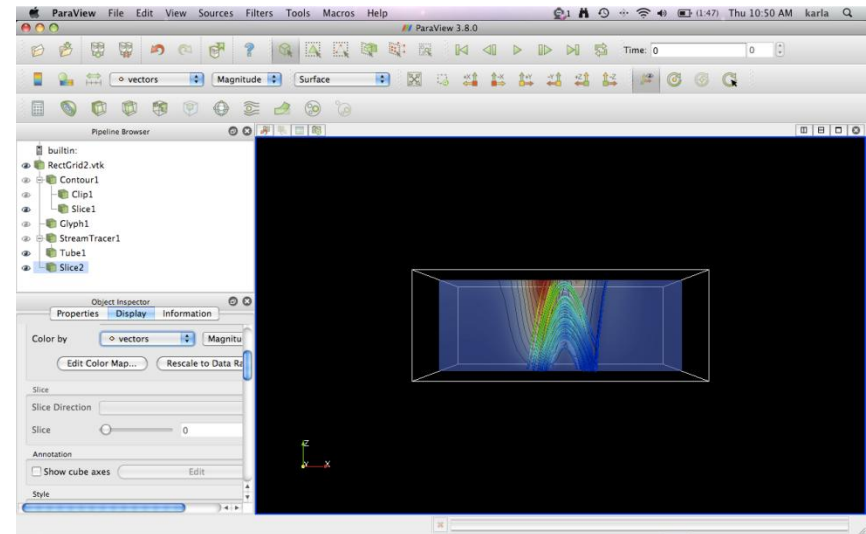 ParaView File Edit View Sources Filters Tools Macros Help 1 (1:47) Thu 10:50 AM karla
ParaView 3.8.0
Time: 0 0
vectors Magnitude Surface
Pipeline Browser
builtin:
RectGrid2.vtk
Contour1
Clip1
Slice1
Glyph1
StreamTracer1
Tube1
Slice2
Object Inspector
Properties Display Information
Color by vectors Magnitu
Edit Color Map... Rescale to Data Ra
Slice
Slice Direction
Slice 0
Annotation
Show cube axes Edit
Style
Z
Y X